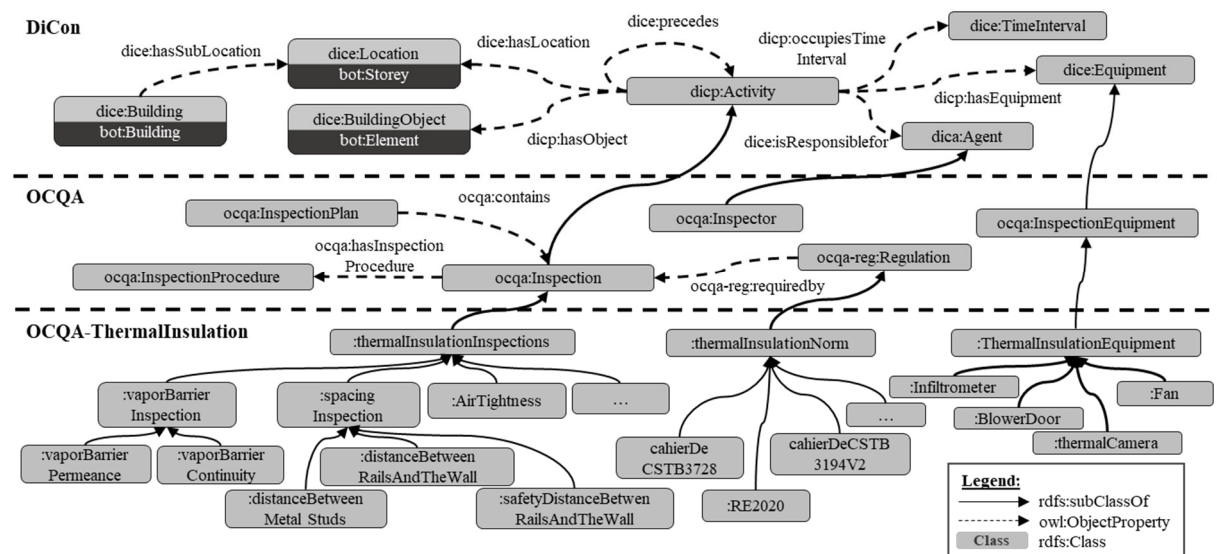 DiCon
dice:hasSubLocation
dice:Location
bot:Storey
dice:hasLocation
dice:precedes
dicp:occupiesTime
Interval
dice:TimeInterval
dice:Building
bot:Building
dice:BuildingObject
bot:Element
dicp:hasObject
dicp:Activity
dice:Equipment
dicp:hasEquipment
dice:isResponsiblefor
dica:Agent
OCQA
ocqa:InspectionPlan
ocqa:contains
ocqa:Inspector
ocqa:InspectionEquipment
ocqa:hasInspection
Procedure
ocqa:InspectionProcedure
ocqa:Inspection
ocqa-reg:Regulation
ocqa-reg:requiredby
OCQA-ThermalInsulation
:thermalInsulationInspections
:thermalInsulationNorm
:ThermalInsulationEquipment
:vaporBarrier
Inspection
:spacing
Inspection
:AirTightness
…
:Infiltrometer
:Fan
:BlowerDoor
:thermalCamera
…
:vaporBarrier
Permeance
:vaporBarrier
Continuity
:distanceBetween
RailsAndTheWall
cahierDe
CSTB3728
cahierDeCSTB
3194V2
:distanceBetween
Metal Studs
:safetyDistanceBetwen
RailsAndTheWall
:RE2020
Legend:
rdfs:subClassOf
owl:ObjectProperty
Class
rdfs:Class